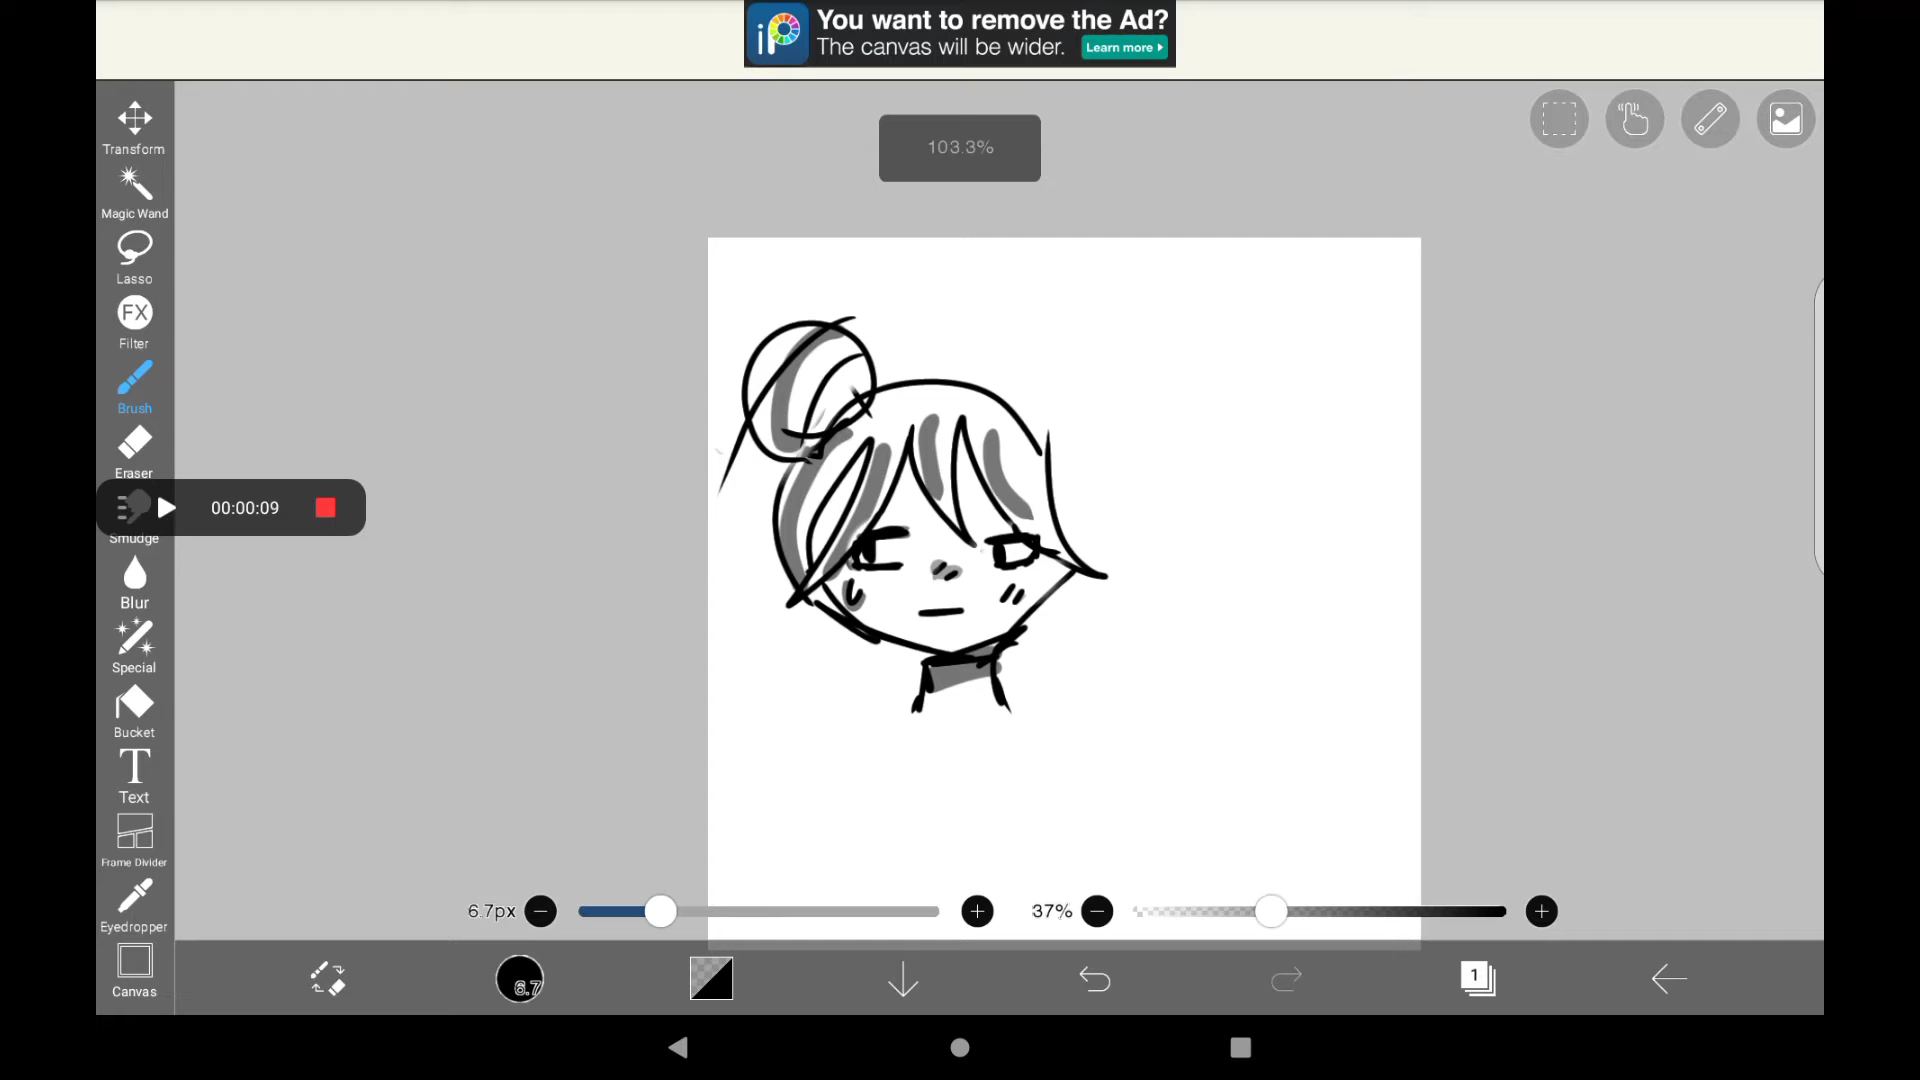 iP
You want to remove the Ad?
The canvas will be wider.
Learn more
Transform
103.3%
Magic Wand
Lasso
FX
Filter
Brush
Eraser
00:00:09
Smudge
Blur
Special
Bucket
T
Text
Frame Divider
Eyedropper
6.7px
37%
Canvas
6.7
1